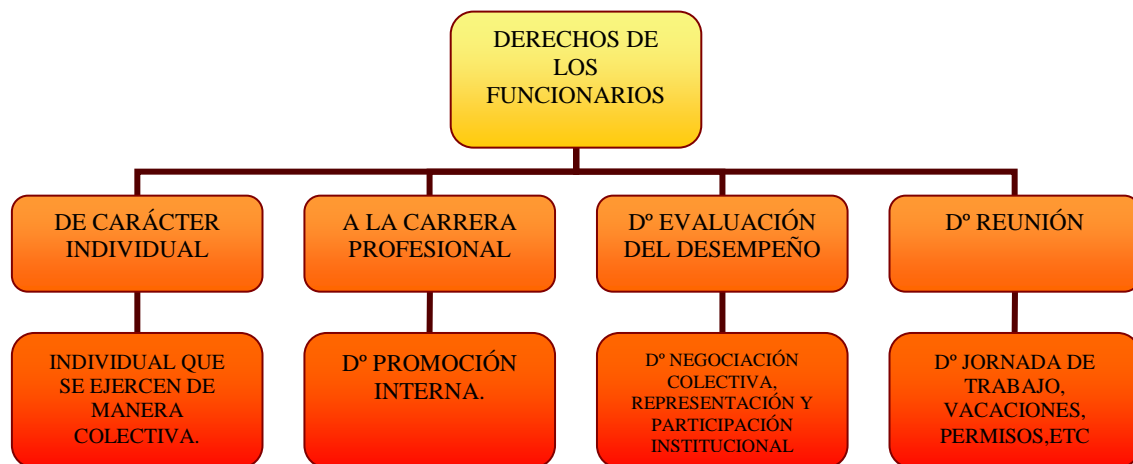 DERECHOS DE
LOS
FUNCIONARIOS
DE CARÁCTER
INDIVIDUAL
A LA CARRERA
PROFESIONAL
Dº EVALUACIÓN
DEL DESEMPEÑO
Dº REUNIÓN
INDIVIDUAL QUE
SE EJERCEN DE
MANERA
COLECTIVA.
Dº PROMOCIÓN
INTERNA.
Dº NEGOCIACIÓN
COLECTIVA,
REPRESENTACIÓN Y
PARTICIPACIÓN
INSTITUCIONAL
Dº JORNADA DE
TRABAJO,
VACACIONES,
PERMISOS,ETC